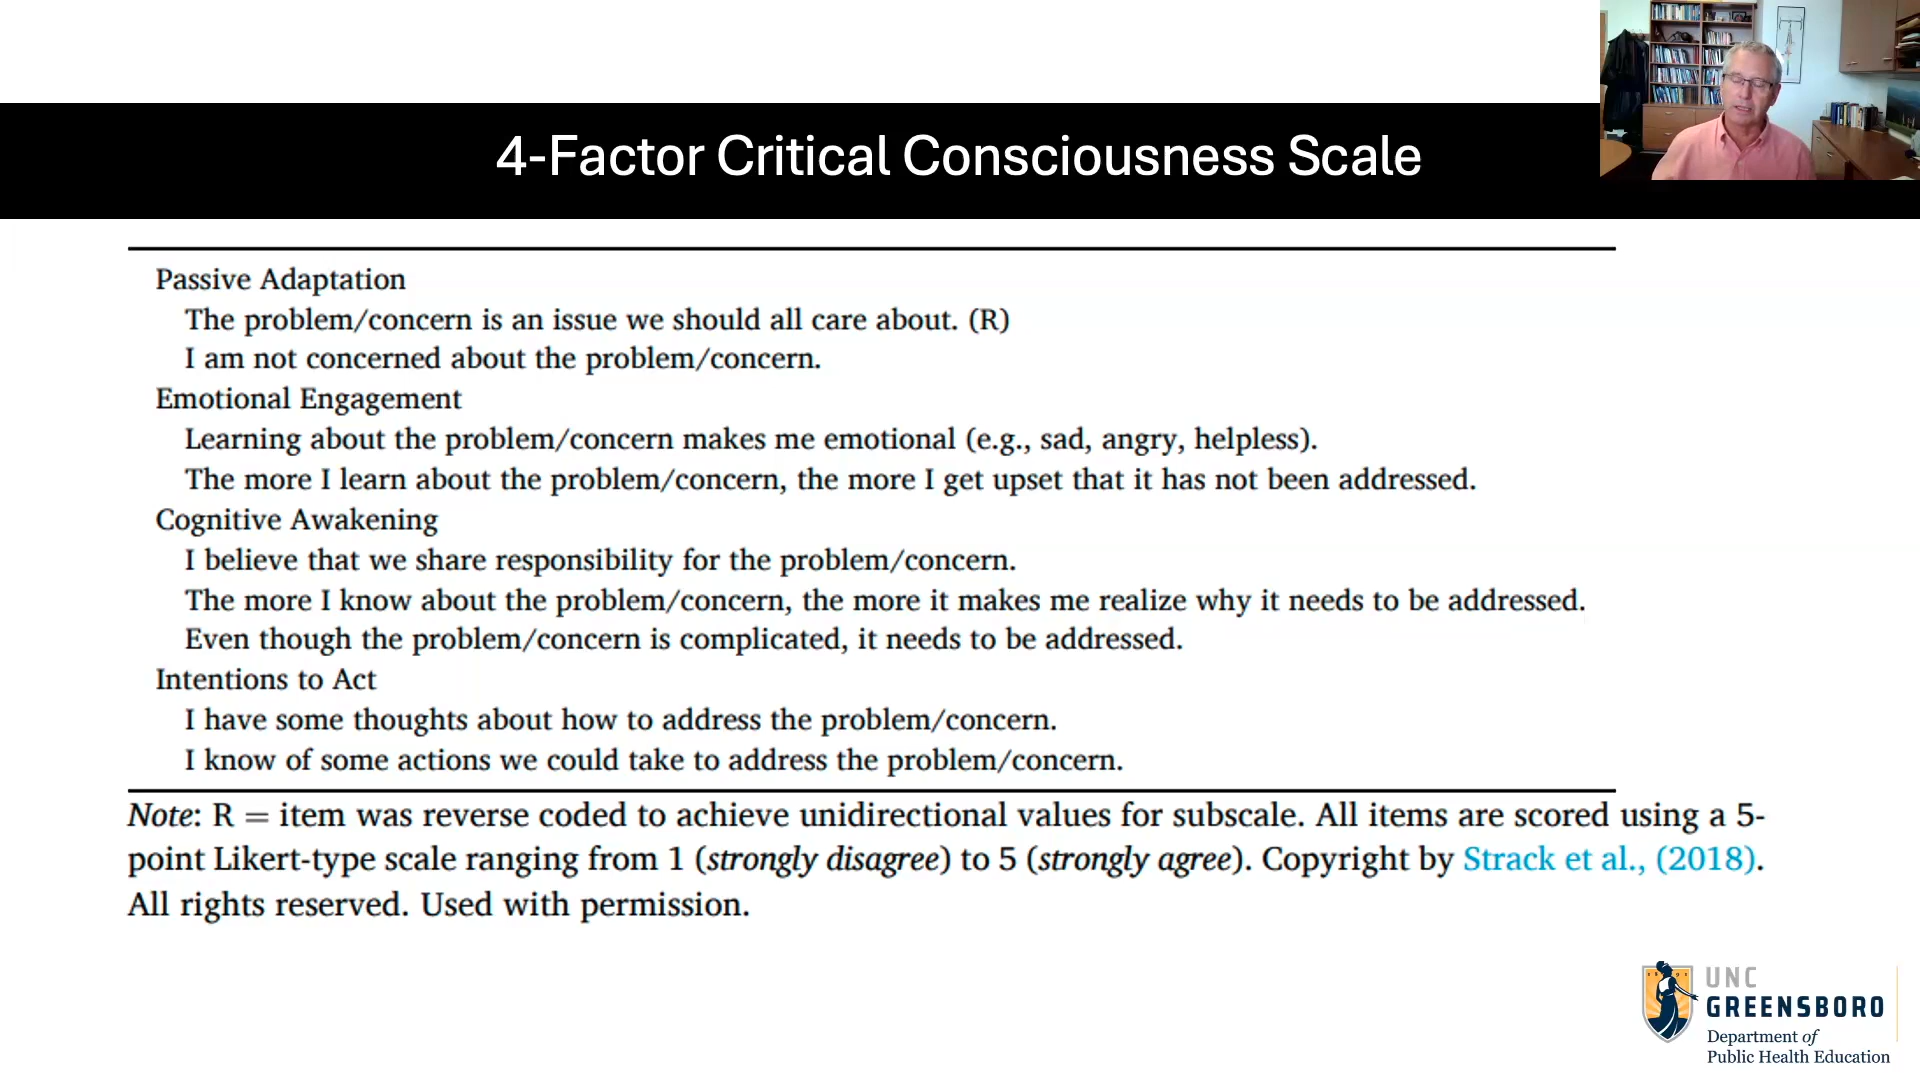 4-Factor Critical Consciousness Scale
Passive Adaptation
The problem/concern is an issue we should all care about. (R)
I am not concerned about the problem/concern.
Emotional Engagement
Learning about the problem/concern makes me emotional (e.g., sad, angry, helpless).
The more I learn about the problem/concern, the more I get upset that it has not been addressed.
Cognitive Awakening
I believe that we share responsibility for the problem/concern.
The more I know about the problem/concern, the more it makes me realize why it needs to be addressed.
Even though the problem/concern is complicated, it needs to be addressed.
Intentions to Act
I have some thoughts about how to address the problem/concern.
I know of some actions we could take to address the problem/concern.
Note: R = item was reverse coded to achieve unidirectional values for subscale. All items are scored using a 5-
point Likert-type scale ranging from 1 (strongly disagree) to 5 (strongly agree). Copyright by Strack et al., (2018).
All rights reserved. Used with permission.
UNC
GREENSBORO
Department of
Public Health Education